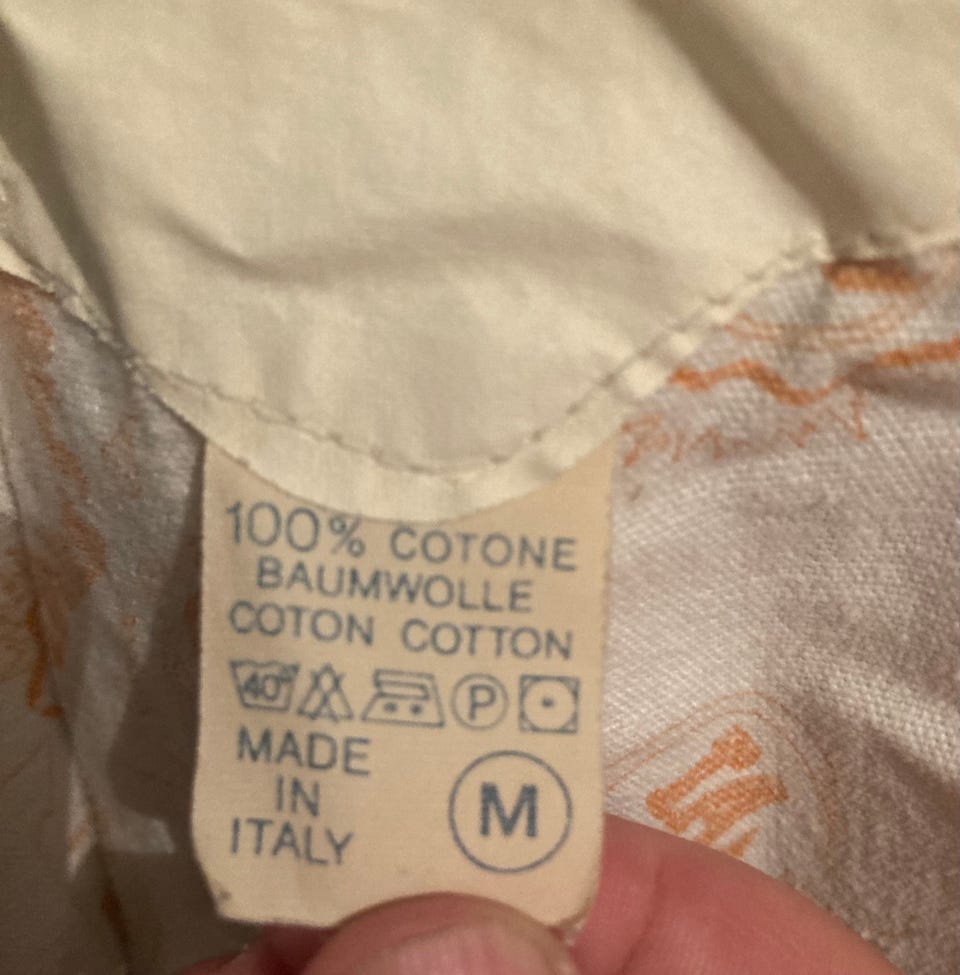 100% COTONE
BAUMWOLLE
COTON COTTON
40° P
MADE
IN
ITALY
M